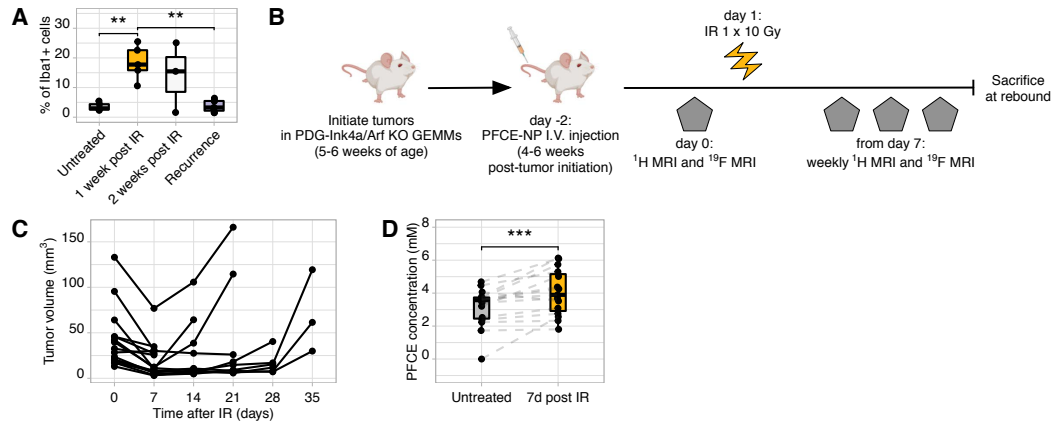 A
% of Iba1+ cells
30
20
10
0
**
**
Untreated
1 week post IR
2 weeks post IR
Recurrence
B
Initiate tumors
in PDG-Ink4a/Arf KO GEMMs
(5-6 weeks of age)
day -2:
PFCE-NP I.V. injection
(4-6 weeks
post-tumor initiation)
day 1:
IR 1 x 10 Gy
day 0:
¹H MRI and ¹⁹F MRI
from day 7:
weekly ¹H MRI and ¹⁹F MRI
Sacrifice
at rebound
C
Tumor volume (mm³)
150
100
50
0
0 7 14 21 28 35
Time after IR (days)
D
PFCE concentration (mM)
8
6
4
2
0
***
Untreated 7d post IR